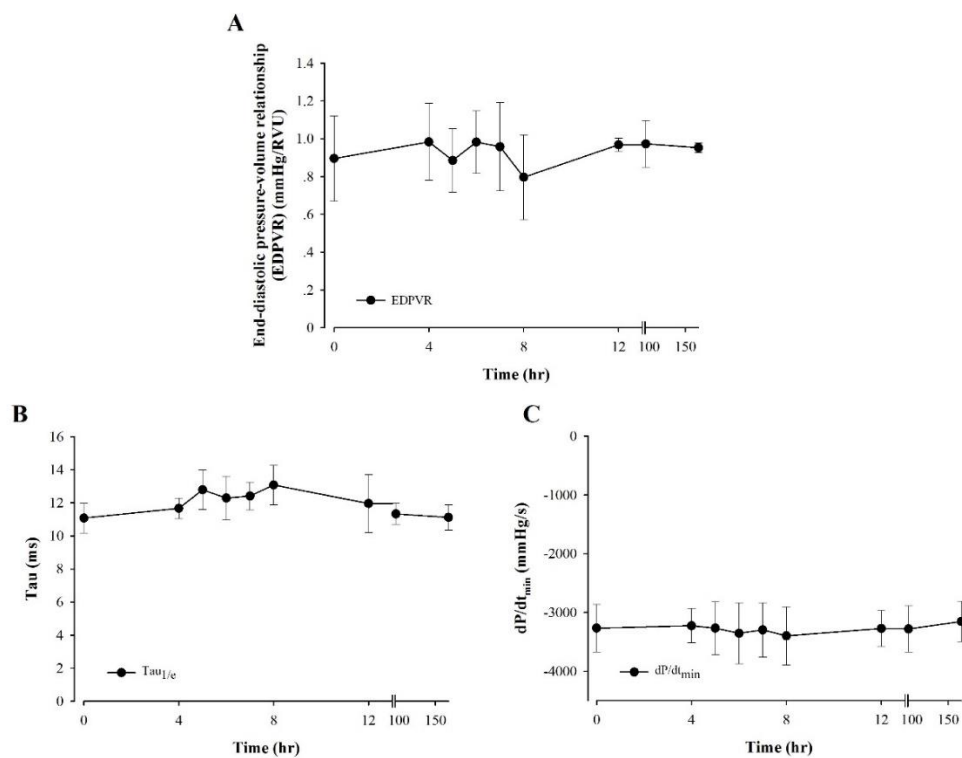 A
End-diastolic pressure-volume relationship
(EDPVR) (mmHg/RVU)
1.4
1.2
1.0
.8
.6
.4
.2
0
EDPVR
0 4 8 12 100 150
Time (hr)
B
Tau (ms)
16
14
12
10
8
6
4
2
0
Tau1/e
0 4 8 12 100 150
Time (hr)
C
dP/dtmin (mmHg/s)
0
-1000
-2000
-3000
-4000
dP/dtmin
0 4 8 12 100 150
Time (hr)